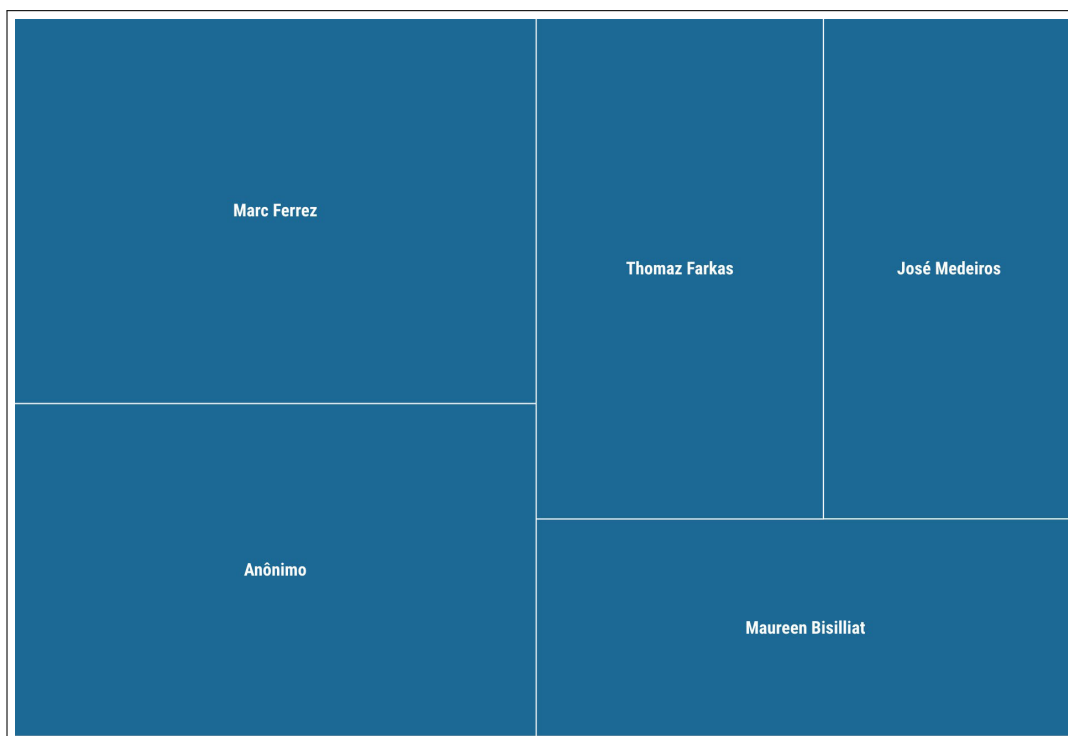 Marc Ferrez
Thomaz Farkas
José Medeiros
Anônimo
Maureen Bisilliat